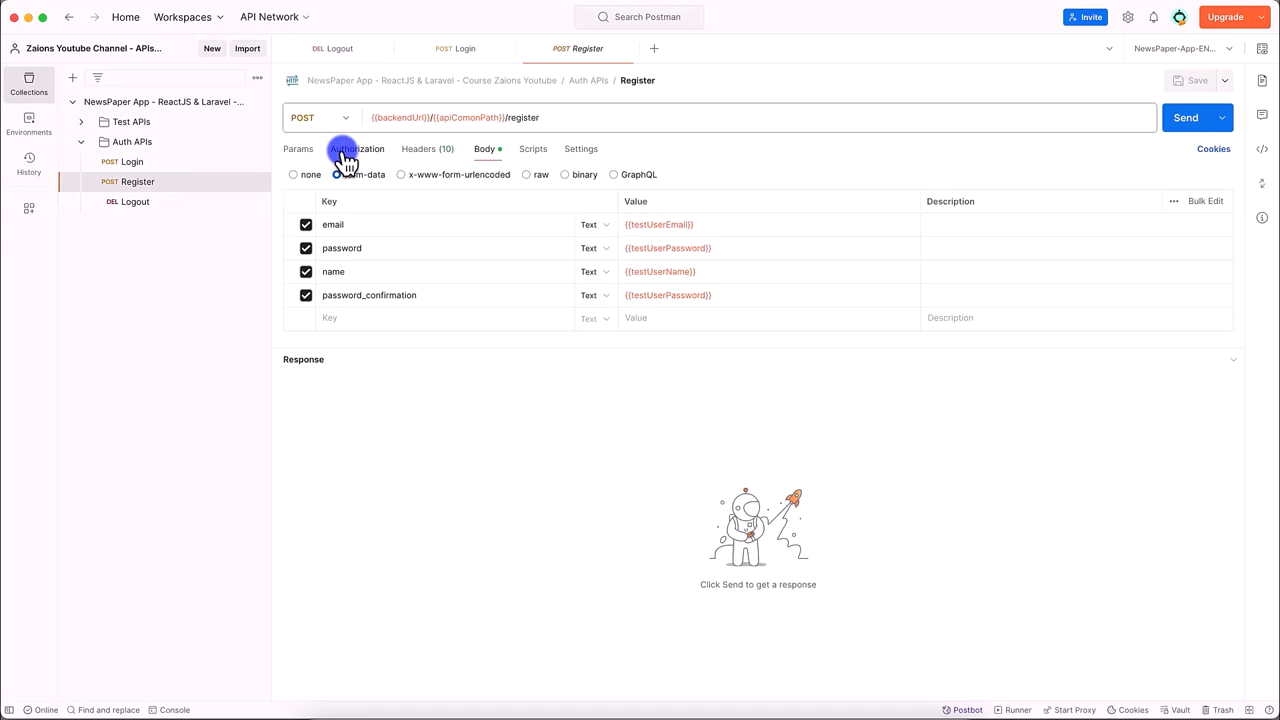 Home Workspaces API Network Search Postman Invite Upgrade
Zaions Youtube Channel - APIs... New Import DEL Logout POST Login POST Register NewsPaper-App-EN...
Collections
Environments
History
NewsPaper App - ReactJS & Laravel -...
Test APIs
Auth APIs
POST Login
POST Register
DEL Logout
HTTP NewsPaper App - ReactJS & Laravel - Course Zaions Youtube / Auth APIs / Register Save
POST {{backendUrl}}/{{apiComonPath}}/register Send
Params Authorization Headers (10) Body Scripts Settings Cookies
none x-www-form-urlencoded raw binary GraphQL
Key Value Description Bulk Edit
email Text {{testUserEmail}}
password Text {{testUserPassword}}
name Text {{testUserName}}
password_confirmation Text {{testUserPassword}}
Key Text Value Description
Response
Click Send to get a response
Online Find and replace Console Postbot Runner Start Proxy Cookies Vault Trash